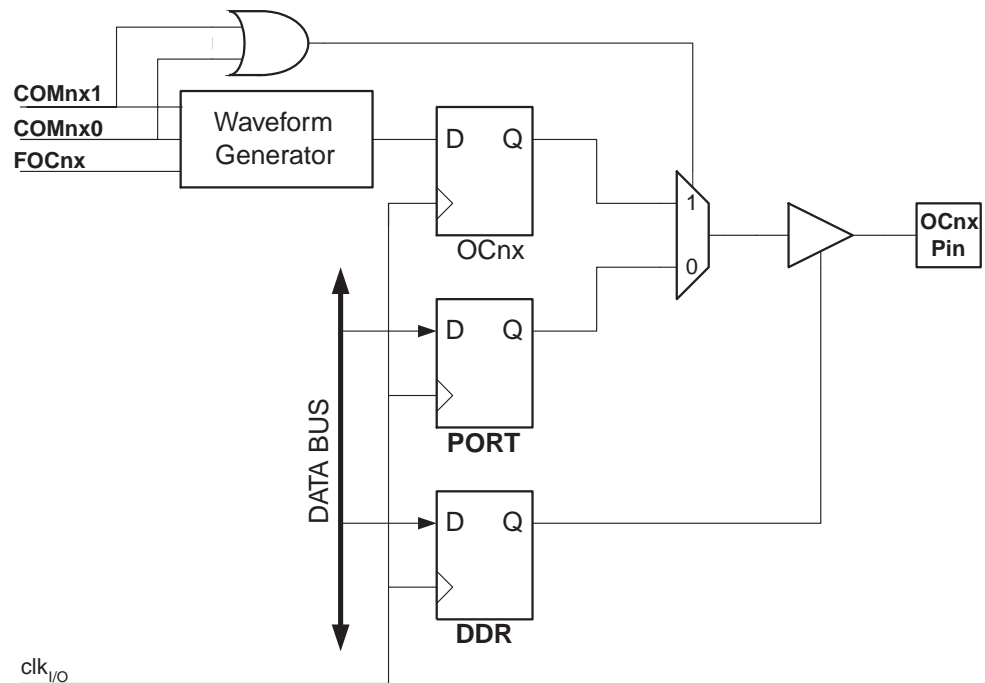 COMnx1
COMnx0
FOCnx
Waveform
Generator
D Q
OCnx
1
0
OCnx
Pin
DATA BUS
D Q
PORT
D Q
DDR
clkI/O